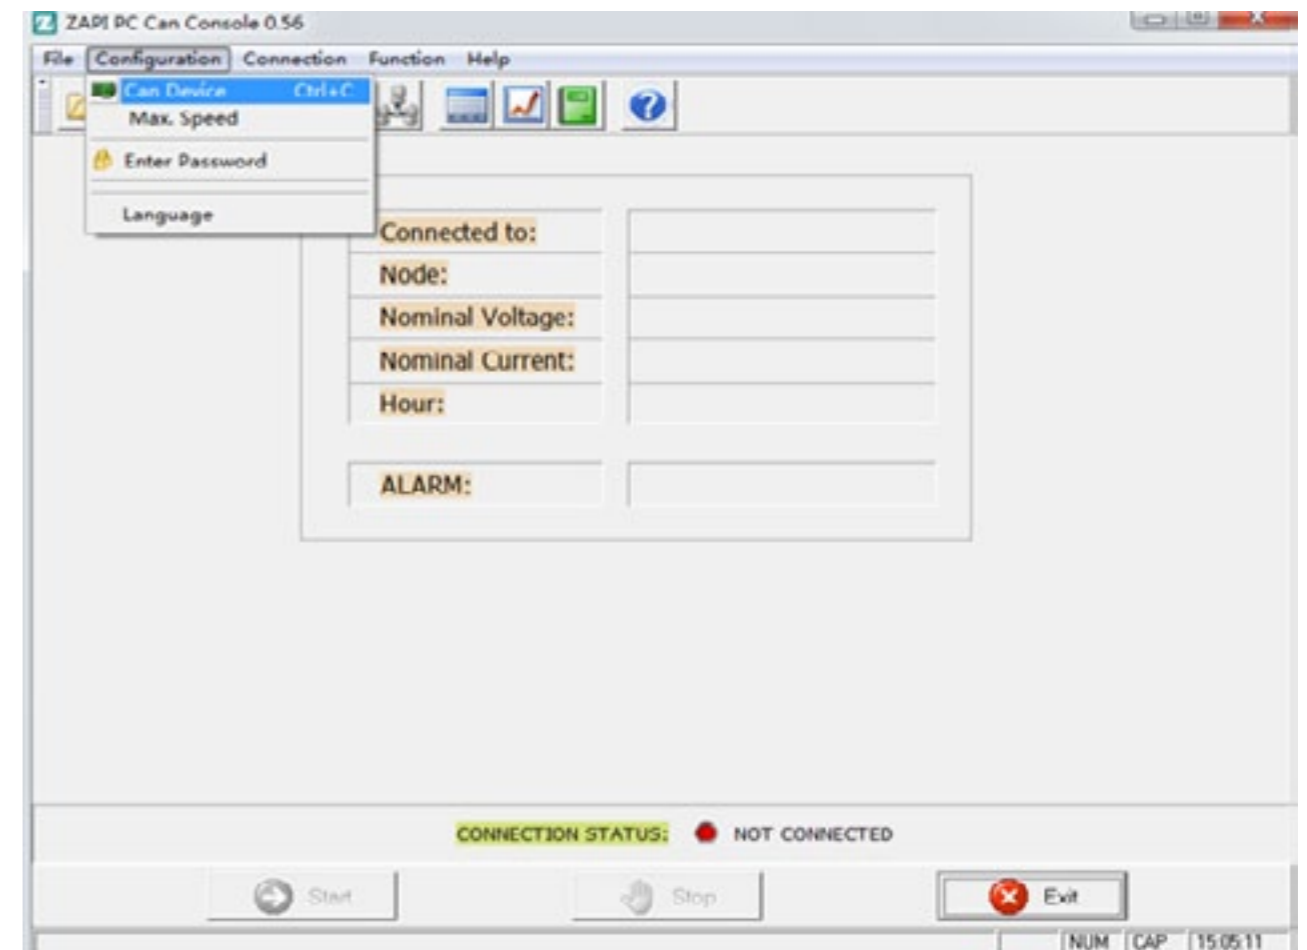 ZAPI PC Can Console 0.56
File Configuration Connection Function Help
Can Device Ctrl+C
Max. Speed
Enter Password
Language
Connected to:
Node:
Nominal Voltage:
Nominal Current:
Hour:
ALARM:
CONNECTION STATUS: NOT CONNECTED
Start Stop Exit
NUM CAP 15:05:11